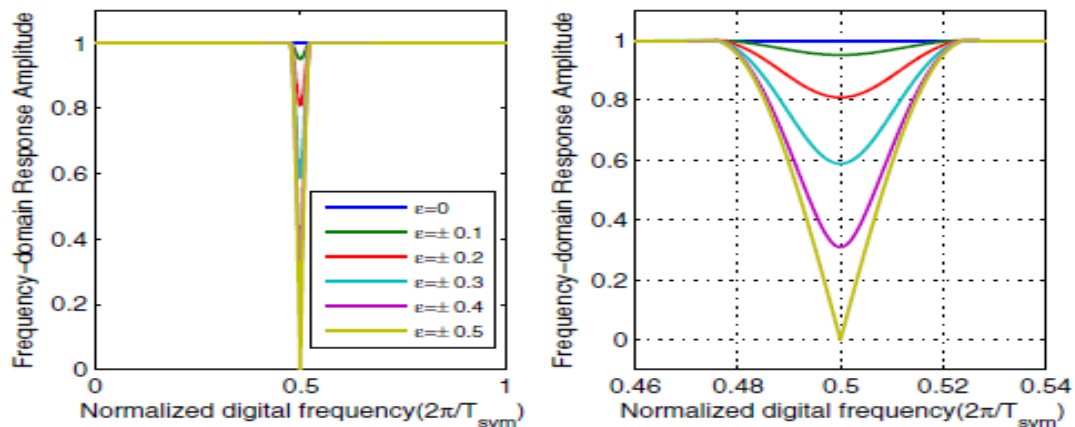 Frequency-domain Response Amplitude
1
0.8
0.6
0.4
0.2
0
0
0.5
1
Normalized digital frequency(2π/T_sym)
ε=0
ε=± 0.1
ε=± 0.2
ε=± 0.3
ε=± 0.4
ε=± 0.5
Frequency-domain Response Amplitude
1
0.8
0.6
0.4
0.2
0
0.46
0.48
0.5
0.52
0.54
Normalized digital frequency(2π/T_sym)